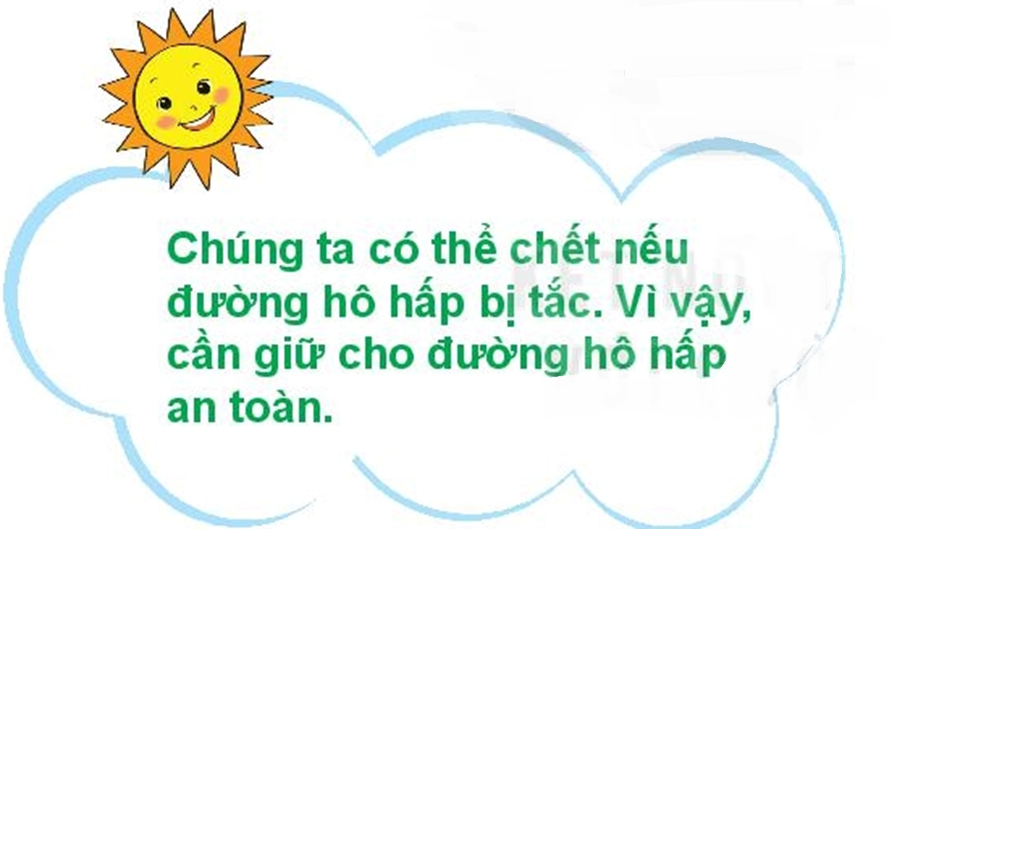 Chúng ta có thể chết nếu
đường hô hấp bị tắc. Vì vậy,
cần giữ cho đường hô hấp
an toàn.